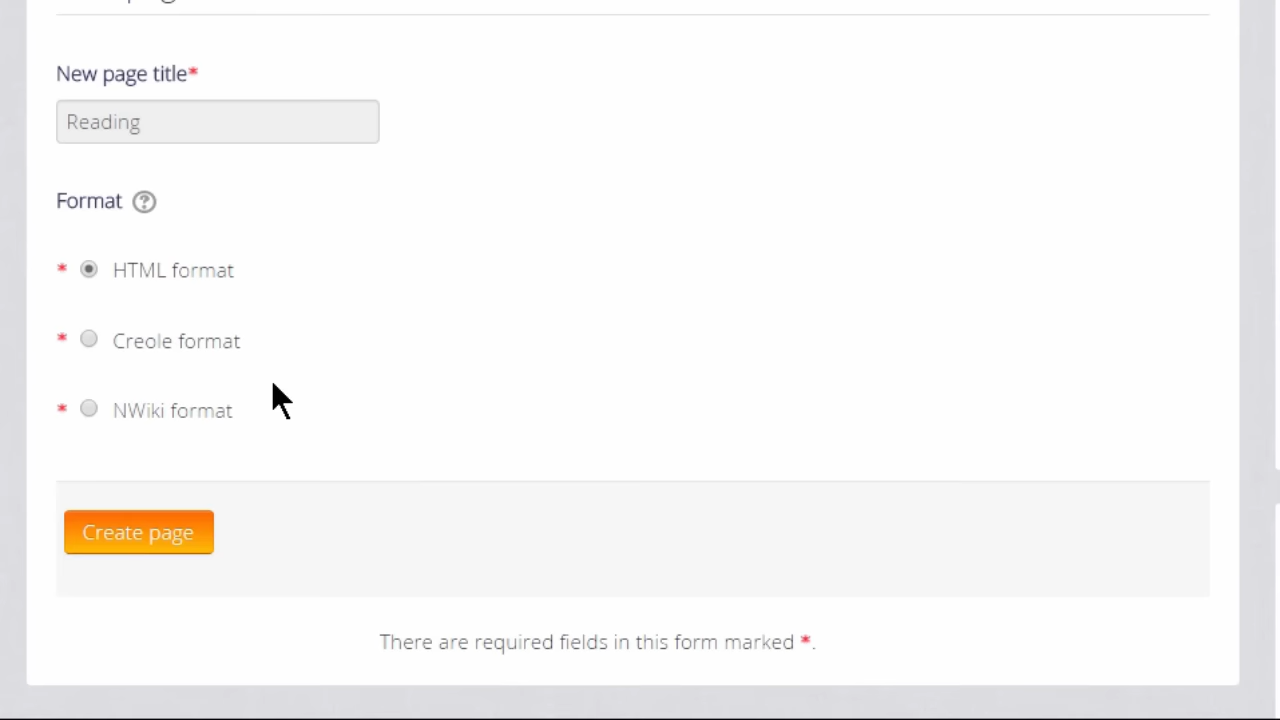 New page title*
Reading
Format ?
* HTML format
* Creole format
* NWiki format
Create page
There are required fields in this form marked *.